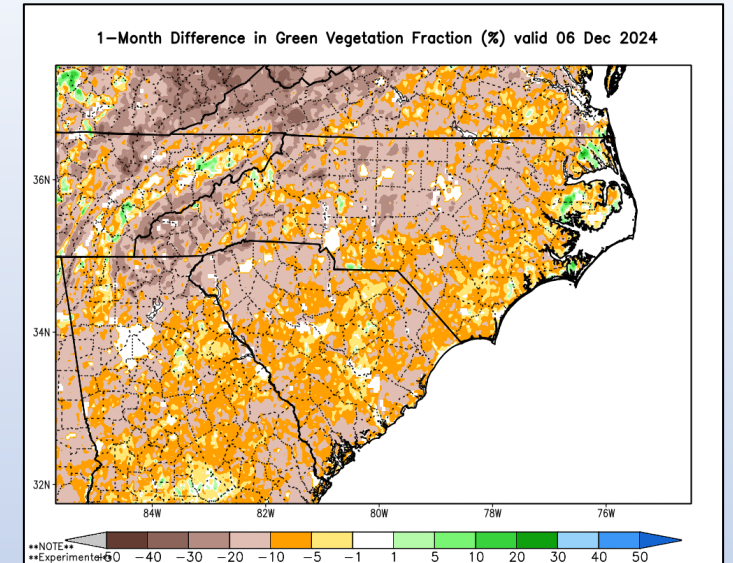 1-Month Difference in Green Vegetation Fraction (%) valid 06 Dec 2024
36N
34N
32N
84W 82W 80W 78W 76W
**NOTE**
**Experimental -40 -30 -20 -10 -5 -1 1 5 10 20 30 40 50